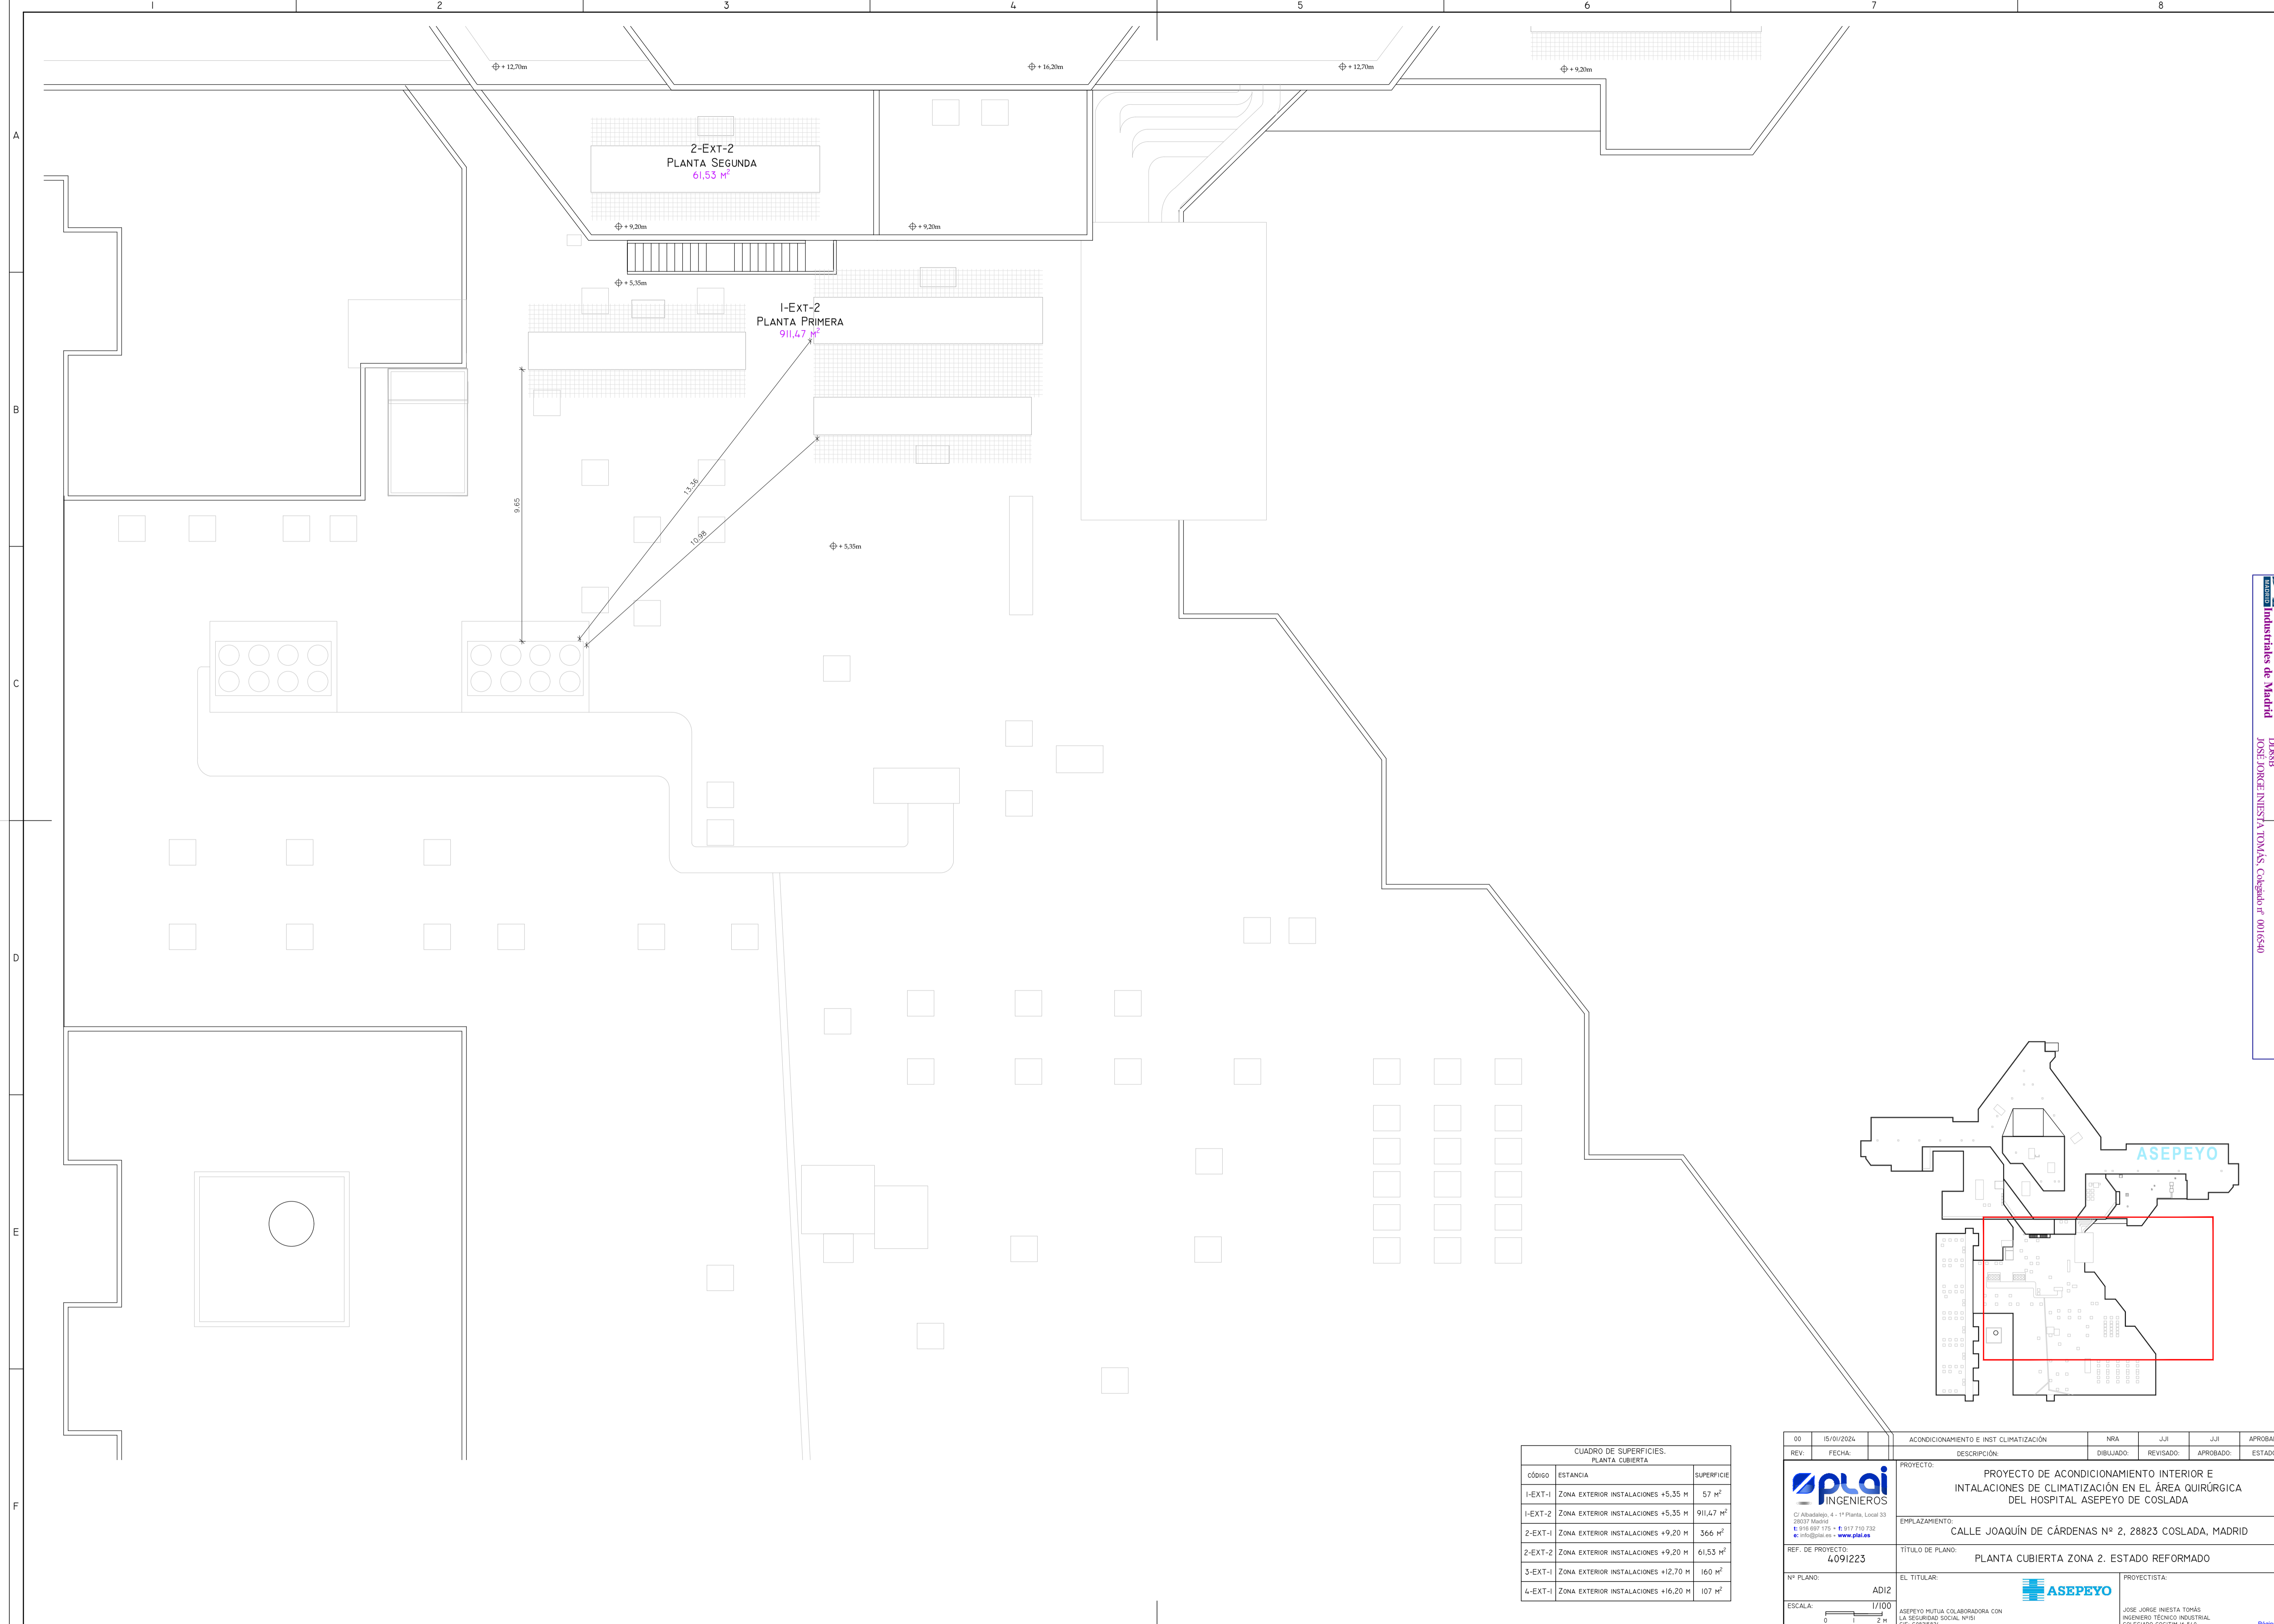 1 2 3 4 5 6 7 8
A
B
C
D
E
F
+ 12,70m
+ 16,20m
+ 12,70m
+ 9,20m
2-Ext-2
Planta Segunda
61,53 m²
+ 9,20m
+ 9,20m
+ 5,35m
1-Ext-2
Planta Primera
911,47 m²
9.65
13.36
10.98
+ 5,35m
MADRID
Industriales de Madrid
JOSÉ JORGE INIESTA TOMÁS, Colegiado nº 0016540
ASEPEYO
CUADRO DE SUPERFICIES.
PLANTA CUBIERTA
CÓDIGO ESTANCIA SUPERFICIE
1-EXT-1 Zona exterior instalaciones +5,35 m 57 m²
1-EXT-2 Zona exterior instalaciones +5,35 m 911,47 m²
2-EXT-1 Zona exterior instalaciones +9,20 m 366 m²
2-EXT-2 Zona exterior instalaciones +9,20 m 61,53 m²
3-EXT-1 Zona exterior instalaciones +12,70 m 160 m²
4-EXT-1 Zona exterior instalaciones +16,20 m 107 m²
00 15/01/2024 ACONDICIONAMIENTO E INST CLIMATIZACIÓN NRA JJI JJI
REV: FECHA: DESCRIPCIÓN: DIBUJADO: REVISADO: APROBADO:
plai
INGENIEROS
C/ Albadalejo, 4 - 1ª Planta, Local 33
28037 Madrid
t: 916 697 175 + f: 917 710 732
e: info@plai.es - www.plai.es
PROYECTO:
PROYECTO DE ACONDICIONAMIENTO INTERIOR E
INTALACIONES DE CLIMATIZACIÓN EN EL ÁREA QUIRÚRGICA
DEL HOSPITAL ASEPEYO DE COSLADA
EMPLAZAMIENTO:
CALLE JOAQUÍN DE CÁRDENAS Nº 2, 28823 COSLADA, MADRID
REF. DE PROYECTO:
4091223
TÍTULO DE PLANO:
PLANTA CUBIERTA ZONA 2. ESTADO REFORMADO
Nº PLANO:
AD12
EL TITULAR:
ASEPEYO
PROYECTISTA:
ESCALA:
1/100
0 1 2 M
ASEPEYO MUTUA COLABORADORA CON
LA SEGURIDAD SOCIAL Nº151
JOSE JORGE INIESTA TOMÁS
INGENIERO TÉCNICO INDUSTRIAL